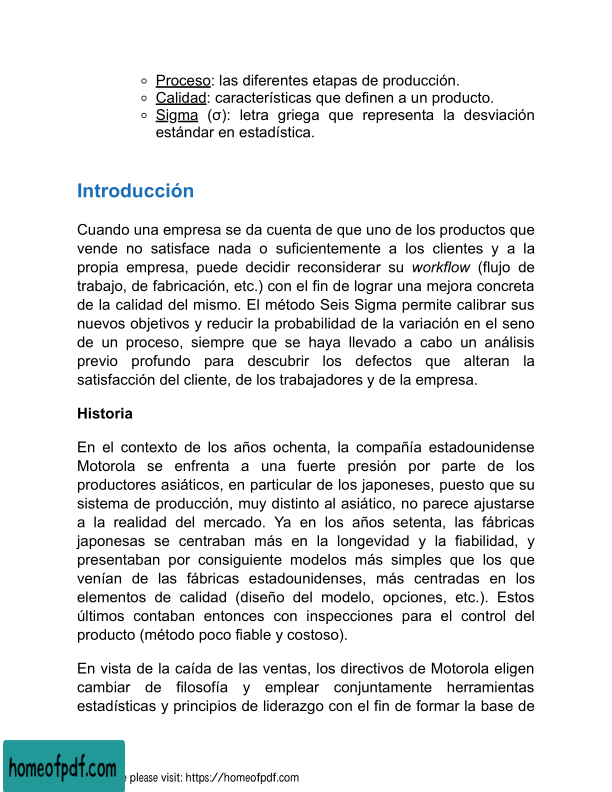 Proceso: las diferentes etapas de producción.
Calidad: características que definen a un producto.
Sigma (σ): letra griega que representa la desviación
estándar en estadística.
Introducción
Cuando una empresa se da cuenta de que uno de los productos que
vende no satisface nada o suficientemente a los clientes y a la
propia empresa, puede decidir reconsiderar su workflow (flujo de
trabajo, de fabricación, etc.) con el fin de lograr una mejora concreta
de la calidad del mismo. El método Seis Sigma permite calibrar sus
nuevos objetivos y reducir la probabilidad de la variación en el seno
de un proceso, siempre que se haya llevado a cabo un análisis
previo profundo para descubrir los defectos que alteran la
satisfacción del cliente, de los trabajadores y de la empresa.
Historia
En el contexto de los años ochenta, la compañía estadounidense
Motorola se enfrenta a una fuerte presión por parte de los
productores asiáticos, en particular de los japoneses, puesto que su
sistema de producción, muy distinto al asiático, no parece ajustarse
a la realidad del mercado. Ya en los años setenta, las fábricas
japonesas se centraban más en la longevidad y la fiabilidad, y
presentaban por consiguiente modelos más simples que los que
venían de las fábricas estadounidenses, más centradas en los
elementos de calidad (diseño del modelo, opciones, etc.). Estos
últimos contaban entonces con inspecciones para el control del
producto (método poco fiable y costoso).
En vista de la caída de las ventas, los directivos de Motorola eligen
cambiar de filosofía y emplear conjuntamente herramientas
estadísticas y principios de liderazgo con el fin de formar la base de
homeofpdf.com
please visit: https://homeofpdf.com